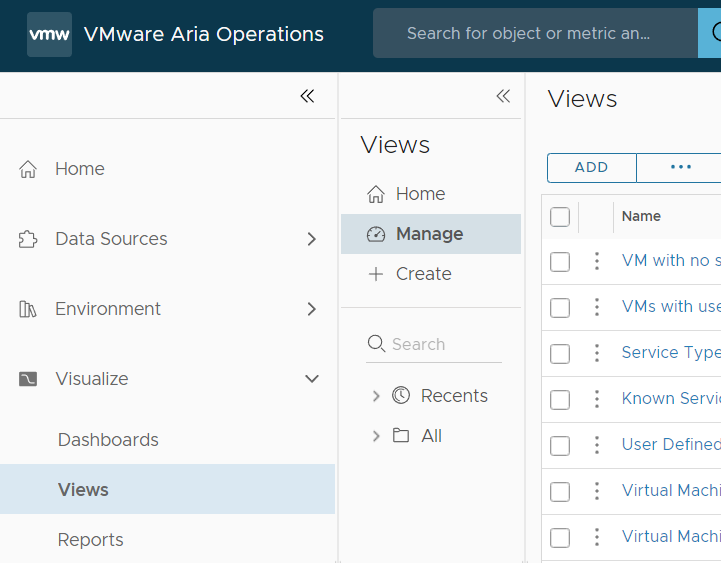 vmw VMware Aria Operations
Search for object or metric an...
Home
Data Sources
Environment
Visualize
Dashboards
Views
Reports
Views
Home
Manage
Create
Search
Recents
All
Views
ADD
Name
VM with no s
VMs with use
Service Type
Known Servic
User Defined
Virtual Machi
Virtual Machi